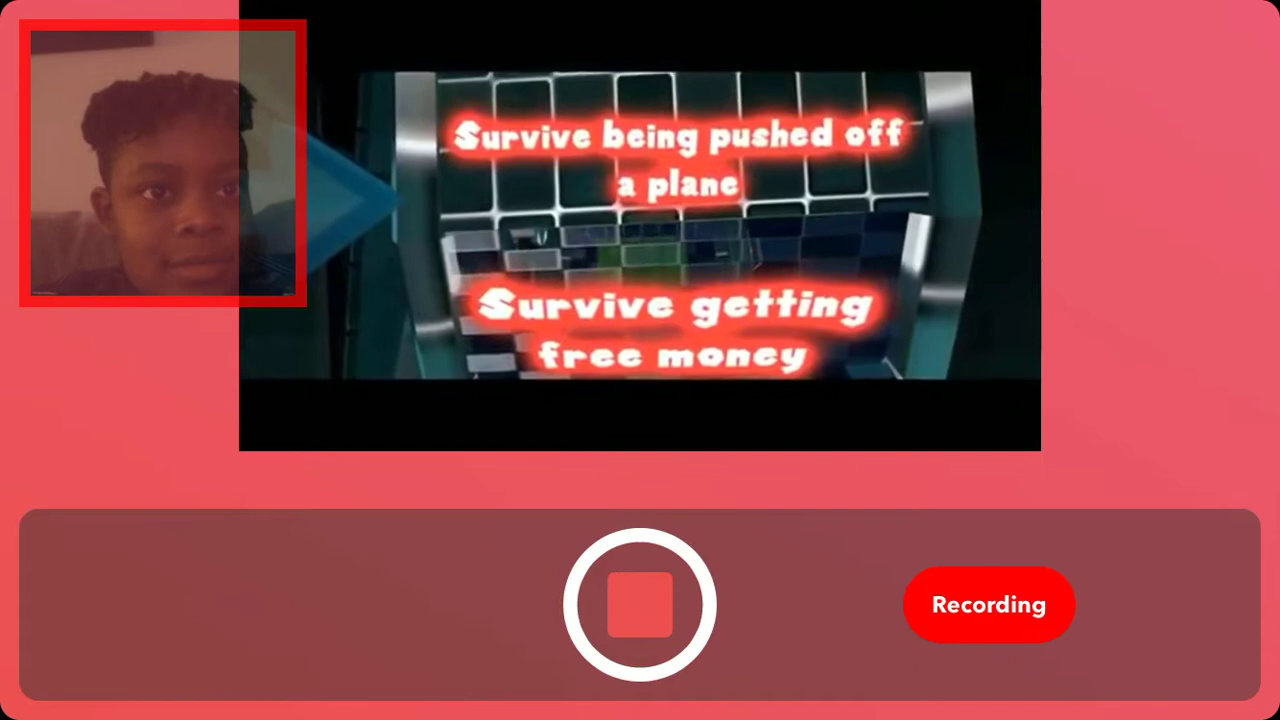 Survive being pushed off
a plane
Survive getting
free money
Recording